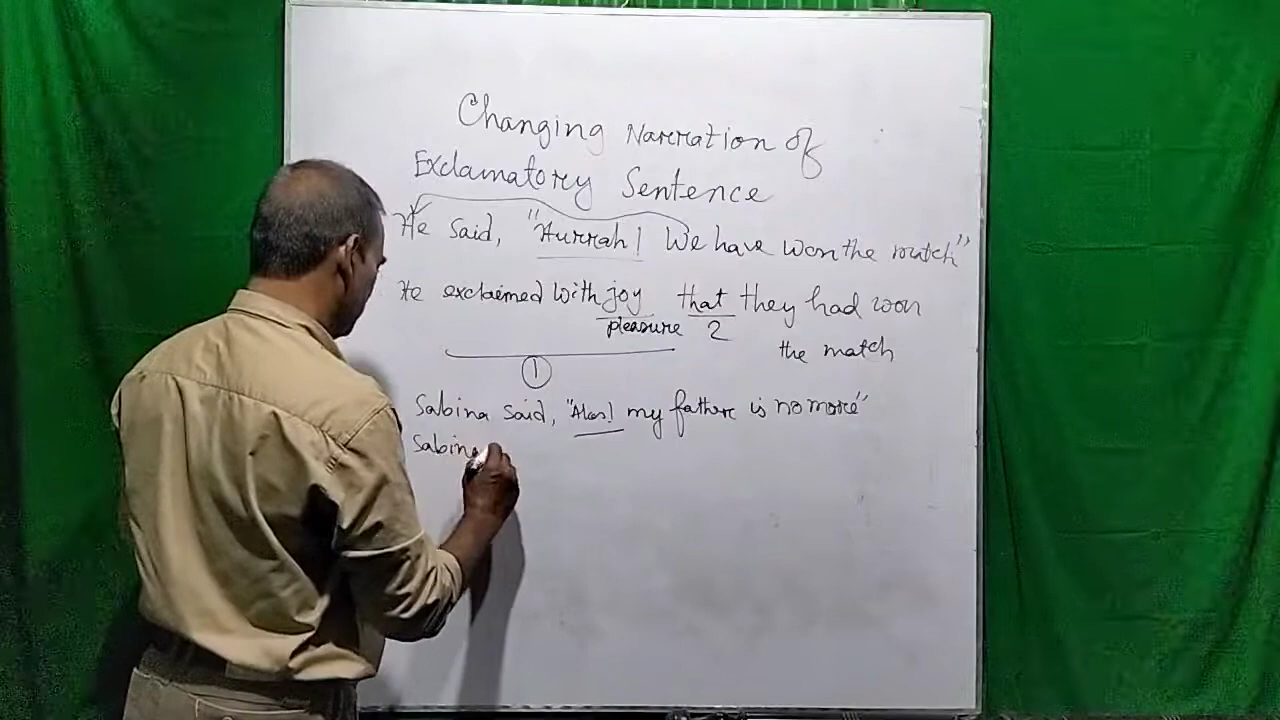 Changing Narration of
Exclamatory Sentence
He Said, "Hurrah! We have won the match"
He exclaimed with joy that they had won
pleasure 2
the match
1
Sabina Said, "Alas! my father is no more"
Sabina